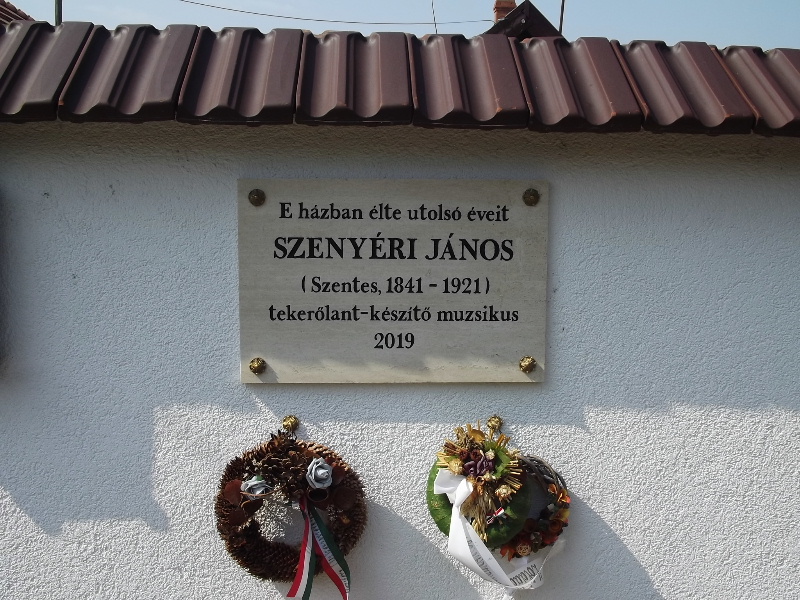 E házban élte utolsó éveit
SZENYÉRI JÁNOS
(Szentes, 1841 - 1921)
tekerőlant-készítő muzsikus
2019